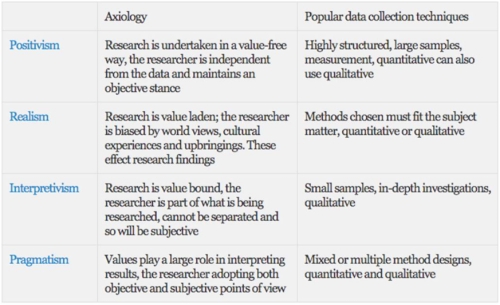 Axiology Popular data collection techniques
Positivism Research is undertaken in a value-free Highly structured, large samples,
way, the researcher is independent measurement, quantitative can also
from the data and maintains an use qualitative
objective stance
Realism Research is value laden; the researcher Methods chosen must fit the subject
is biased by world views, cultural matter, quantitative or qualitative
experiences and upbringings. These
effect research findings
Interpretivism Research is value bound, the Small samples, in-depth investigations,
researcher is part of what is being qualitative
researched, cannot be separated and
so will be subjective
Pragmatism Values play a large role in interpreting Mixed or multiple method designs,
results, the researcher adopting both quantitative and qualitative
objective and subjective points of view